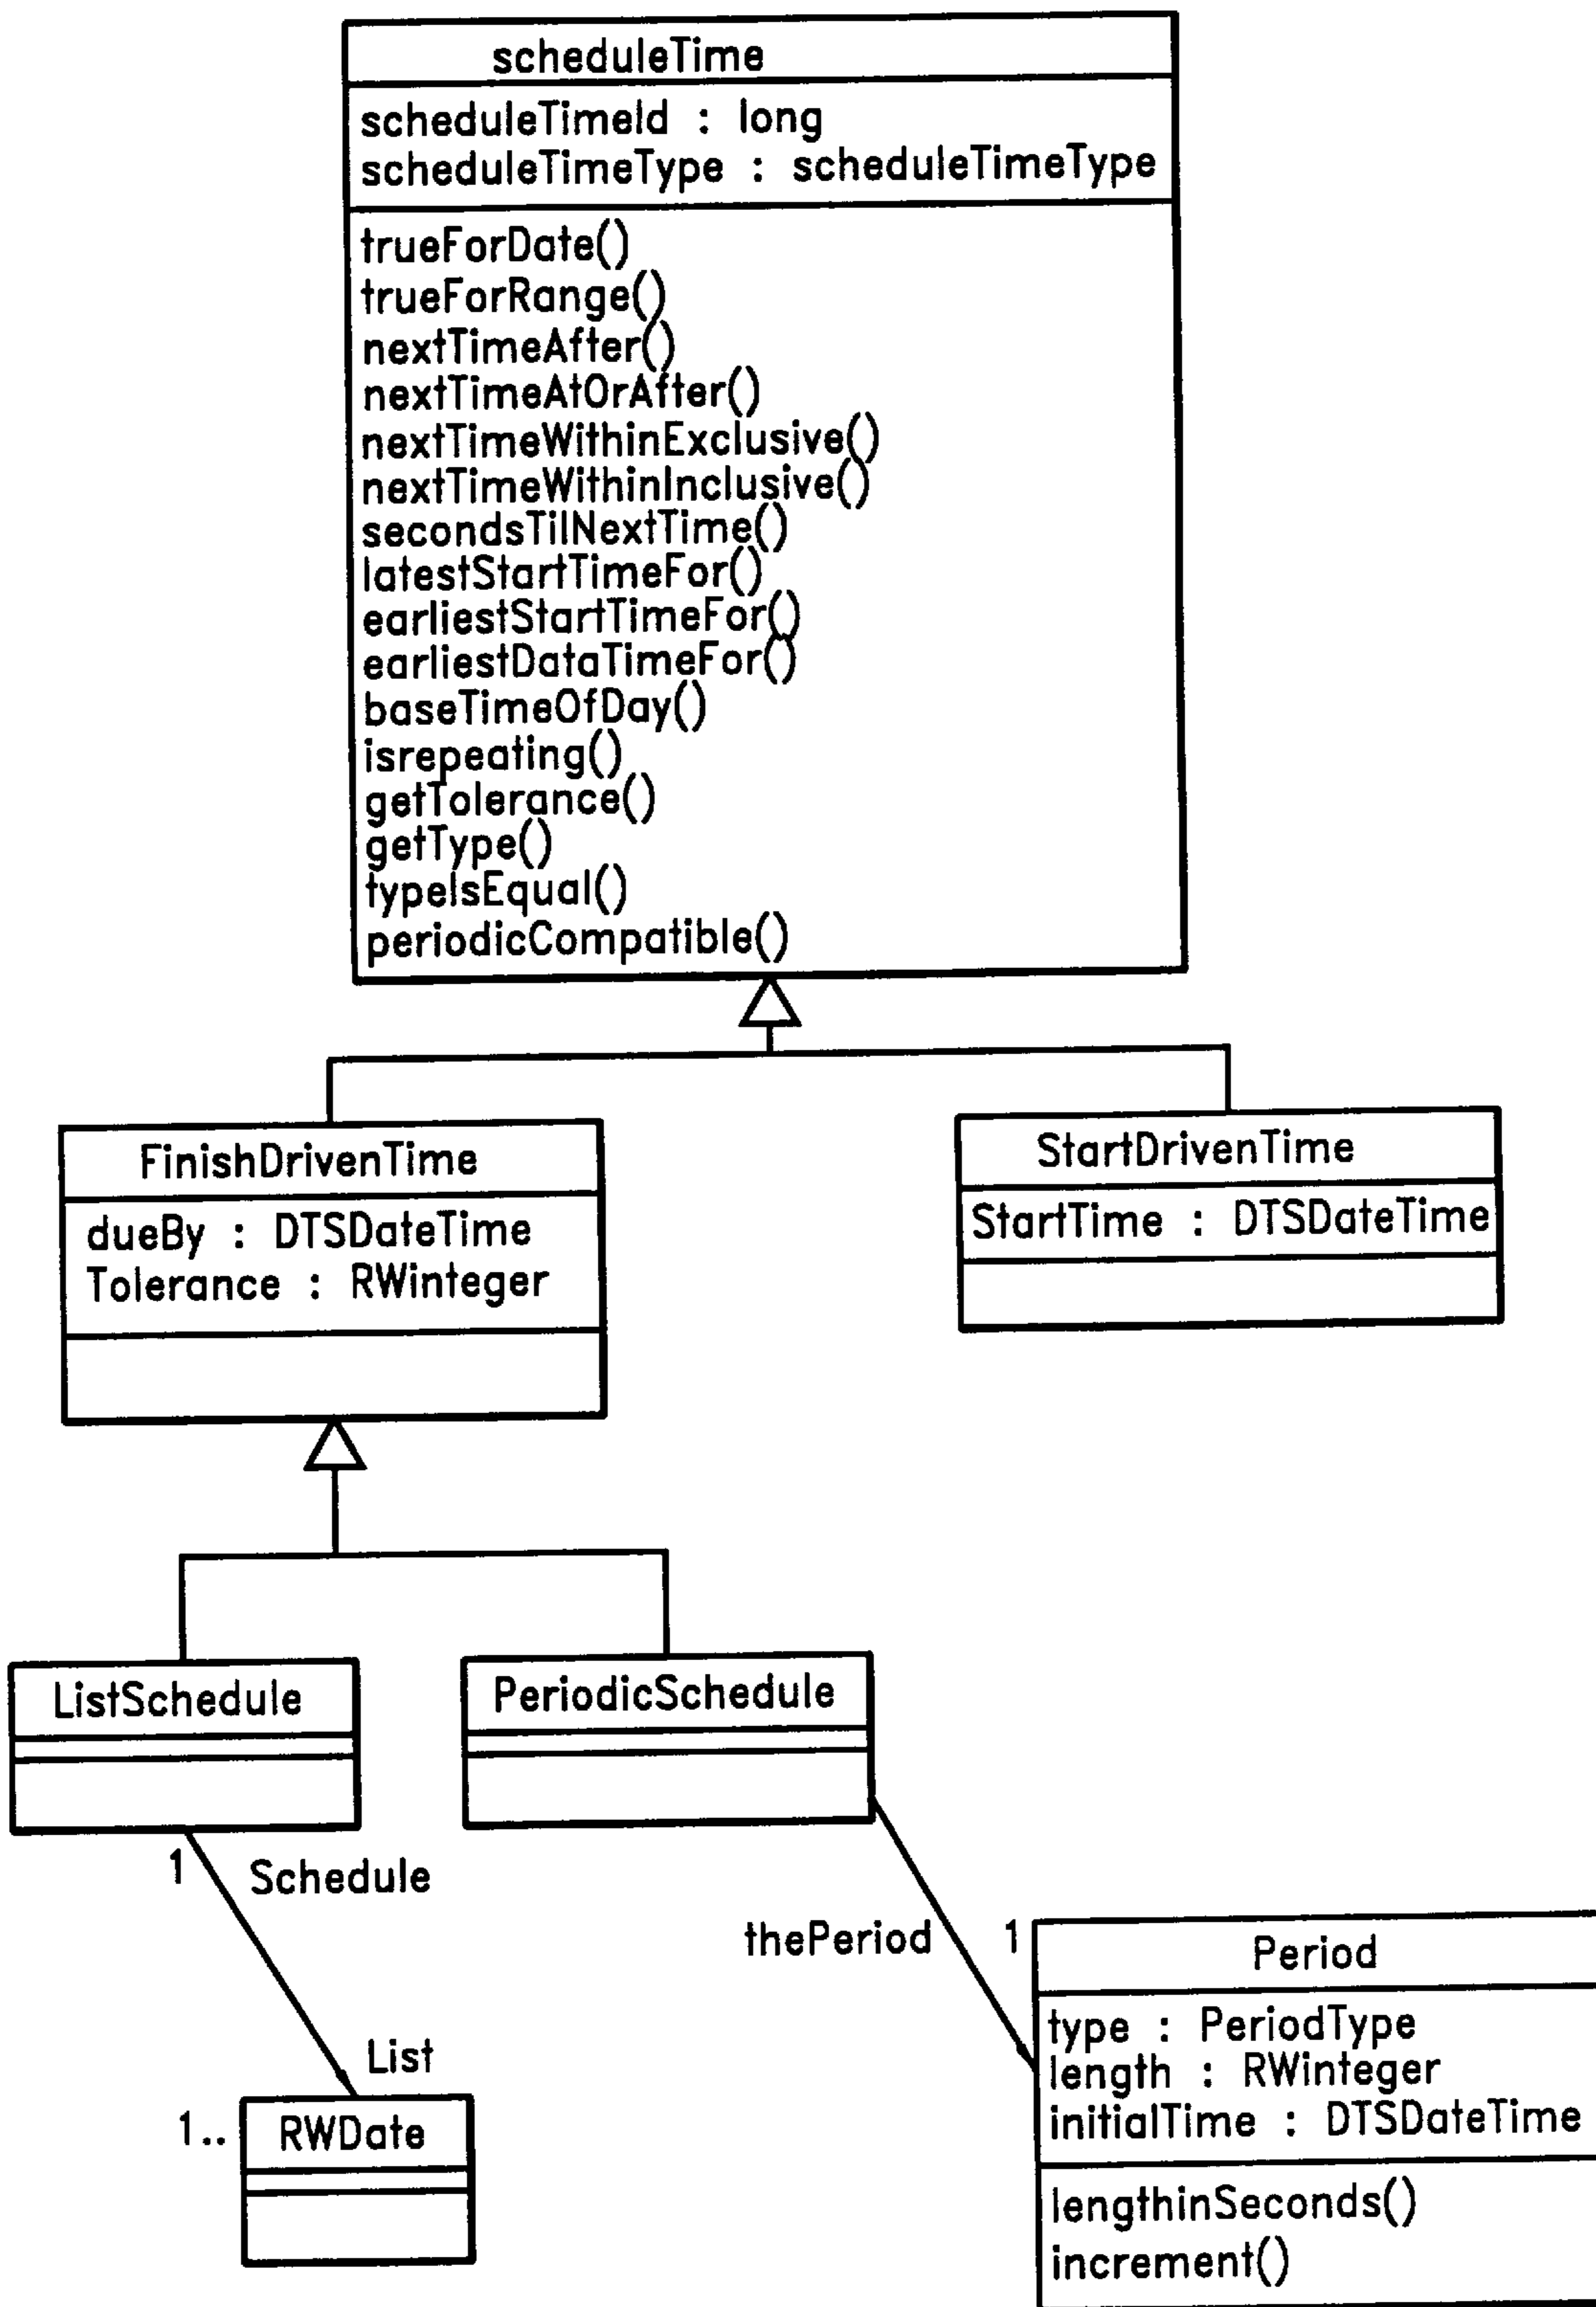 scheduleTime
scheduleTimeId : long
scheduleTimeType : scheduleTimeType
trueForDate()
trueForRange()
nextTimeAfter()
nextTimeAtOrAfter()
nextTimeWithinExclusive()
nextTimeWithinInclusive()
secondsTilNextTime()
latestStartTimeFor()
earliestStartTimeFor()
earliestDataTimeFor()
baseTimeOfDay()
isrepeating()
getTolerance()
getType()
typeIsEqual()
periodicCompatible()
FinishDrivenTime
dueBy : DTSDateTime
Tolerance : RWinteger
StartDrivenTime
StartTime : DTSDateTime
ListSchedule
PeriodicSchedule
1
Schedule
thePeriod
1
List
1..
RWDate
Period
type : PeriodType
length : RWinteger
initialTime : DTSDateTime
lengthinSeconds()
increment()